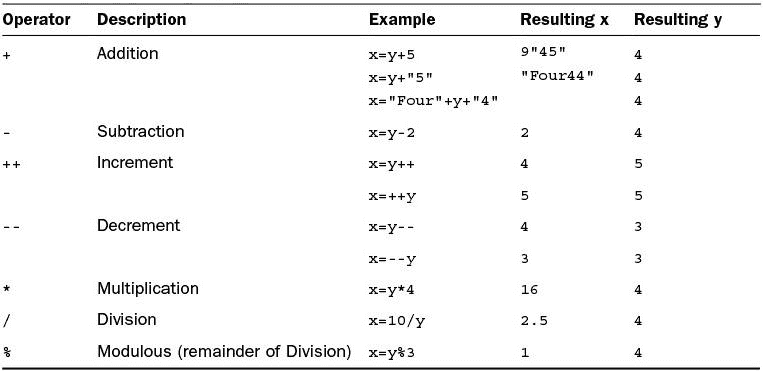 Operator Description Example Resulting x Resulting y
+ Addition x=y+5 9"45" 4
x=y+"5" "Four44" 4
x="Four"+y+"4" 4
- Subtraction x=y-2 2 4
++ Increment x=y++ 4 5
x=++y 5 5
-- Decrement x=y-- 4 3
x=--y 3 3
* Multiplication x=y*4 16 4
/ Division x=10/y 2.5 4
% Modulous (remainder of Division) x=y%3 1 4